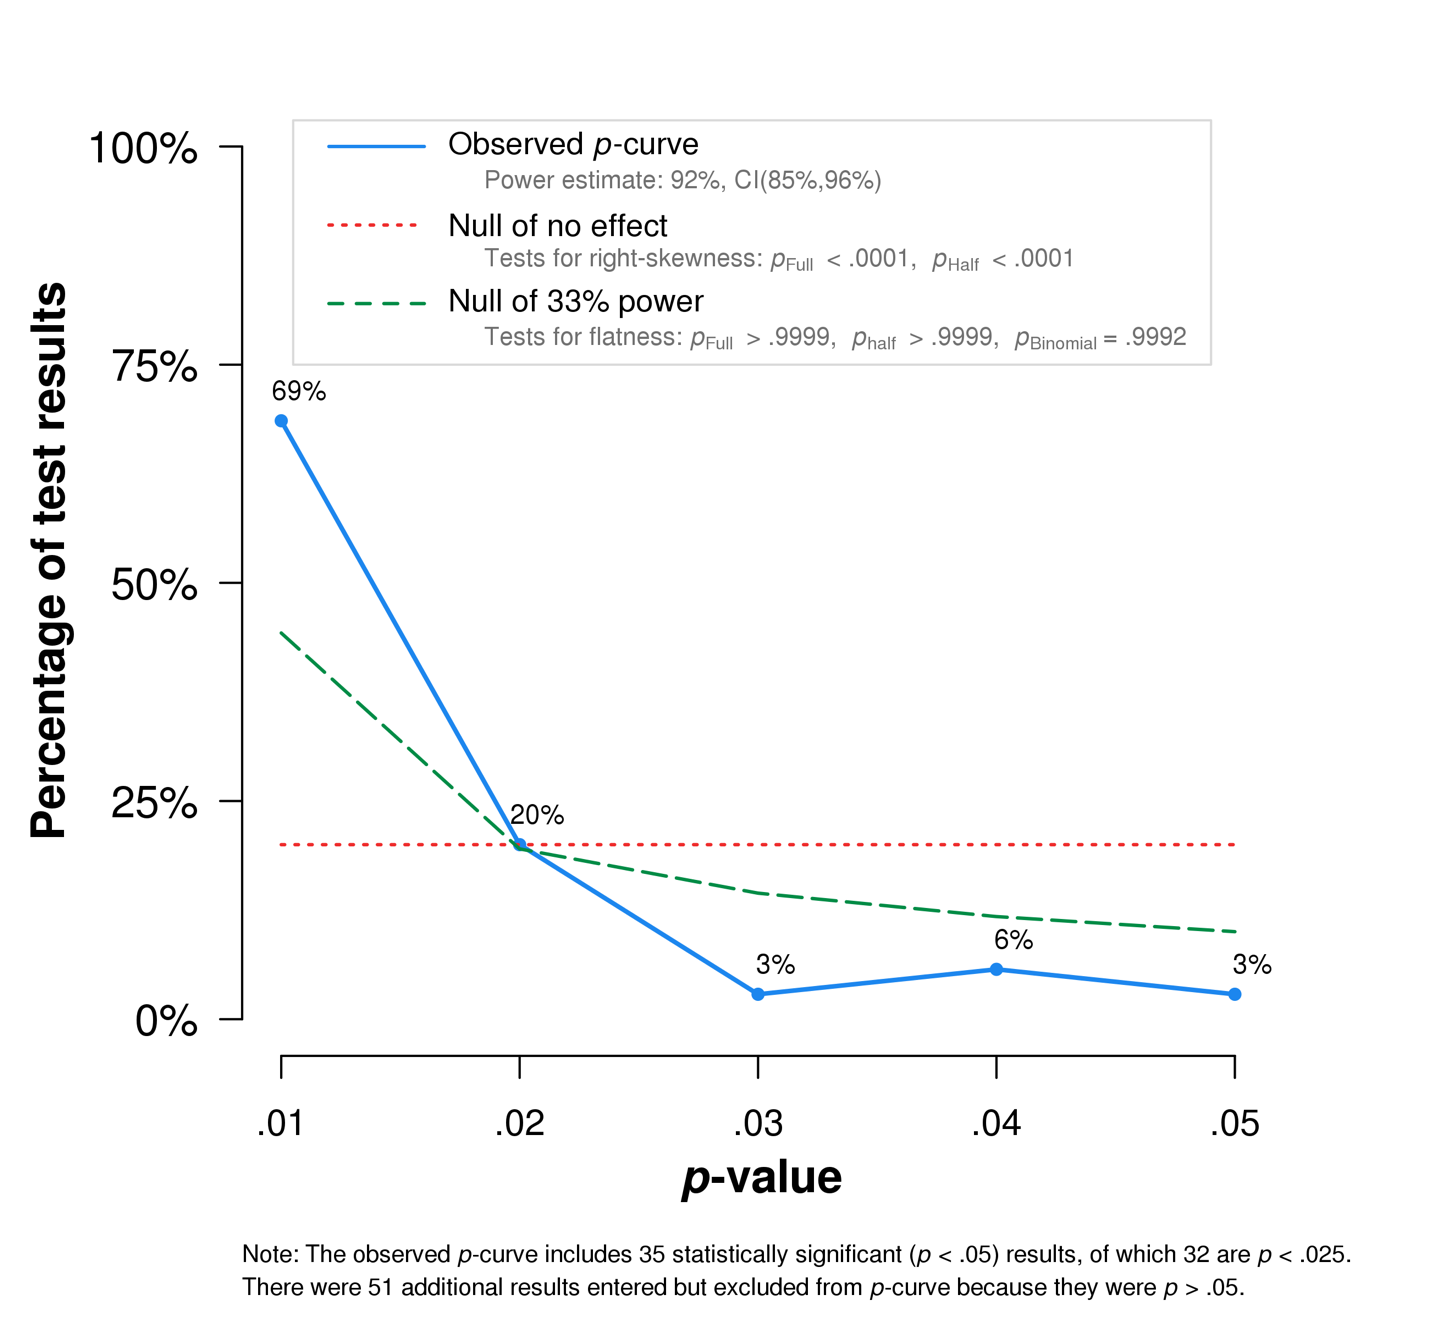 100%
75%
50%
25%
0%
Percentage of test results
Observed p-curve
Power estimate: 92%, CI(85%,96%)
Null of no effect
Tests for right-skewness: pFull < .0001, pHalf < .0001
Null of 33% power
Tests for flatness: pFull > .9999, phalf > .9999, pBinomial = .9992
69%
20%
3%
6%
3%
.01 .02 .03 .04 .05
p-value
Note: The observed p-curve includes 35 statistically significant (p < .05) results, of which 32 are p < .025.
There were 51 additional results entered but excluded from p-curve because they were p > .05.